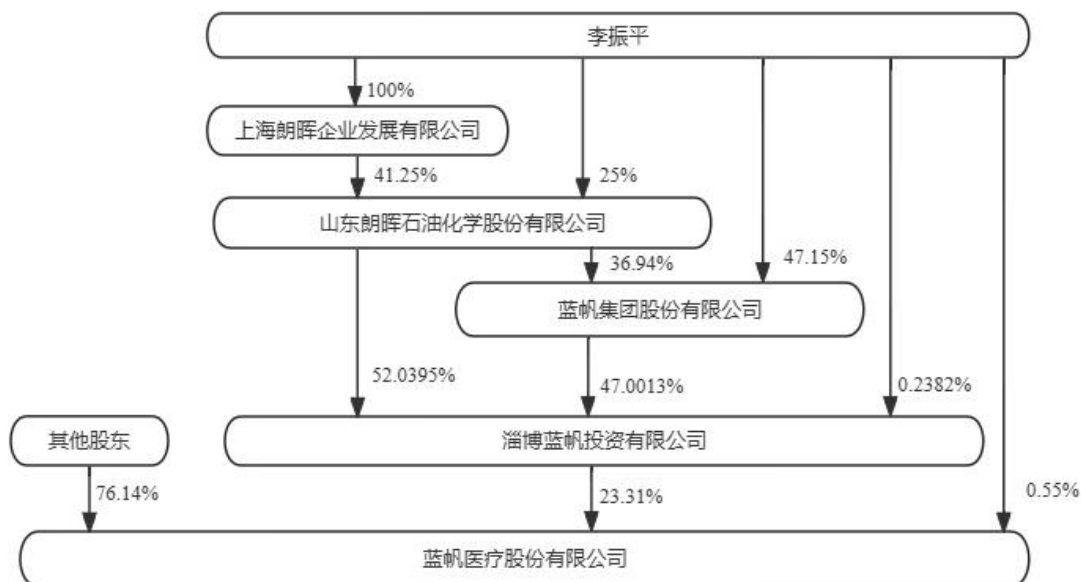 李振平
100%
上海朗晖企业发展有限公司
41.25%
25%
山东朗晖石油化学股份有限公司
36.94%
47.15%
蓝帆集团股份有限公司
52.0395%
47.0013%
0.2382%
其他股东
淄博蓝帆投资有限公司
76.14%
23.31%
0.55%
蓝帆医疗股份有限公司